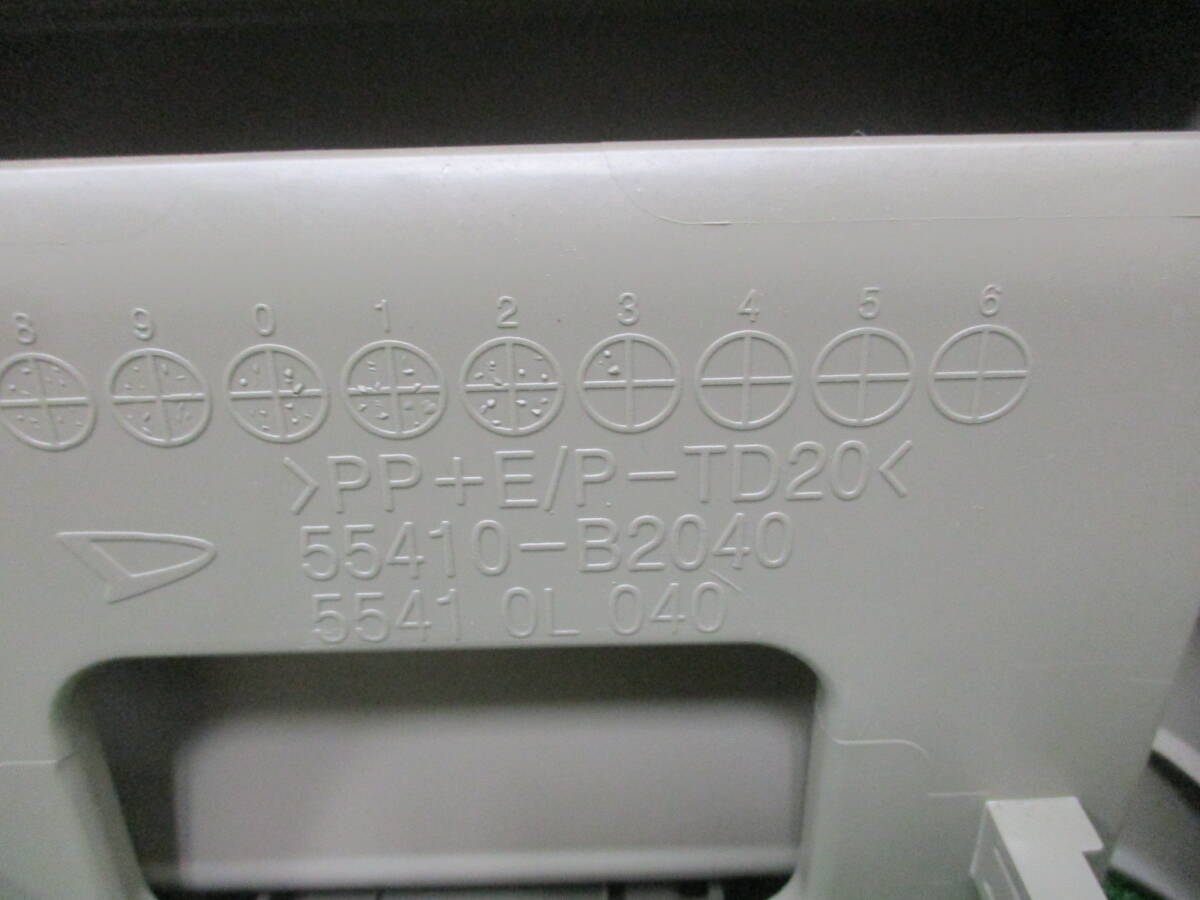 8 9 0 1 2 3 4 5 6
>PP+E/P-TD20<
55410-B2040
5541 0L 040